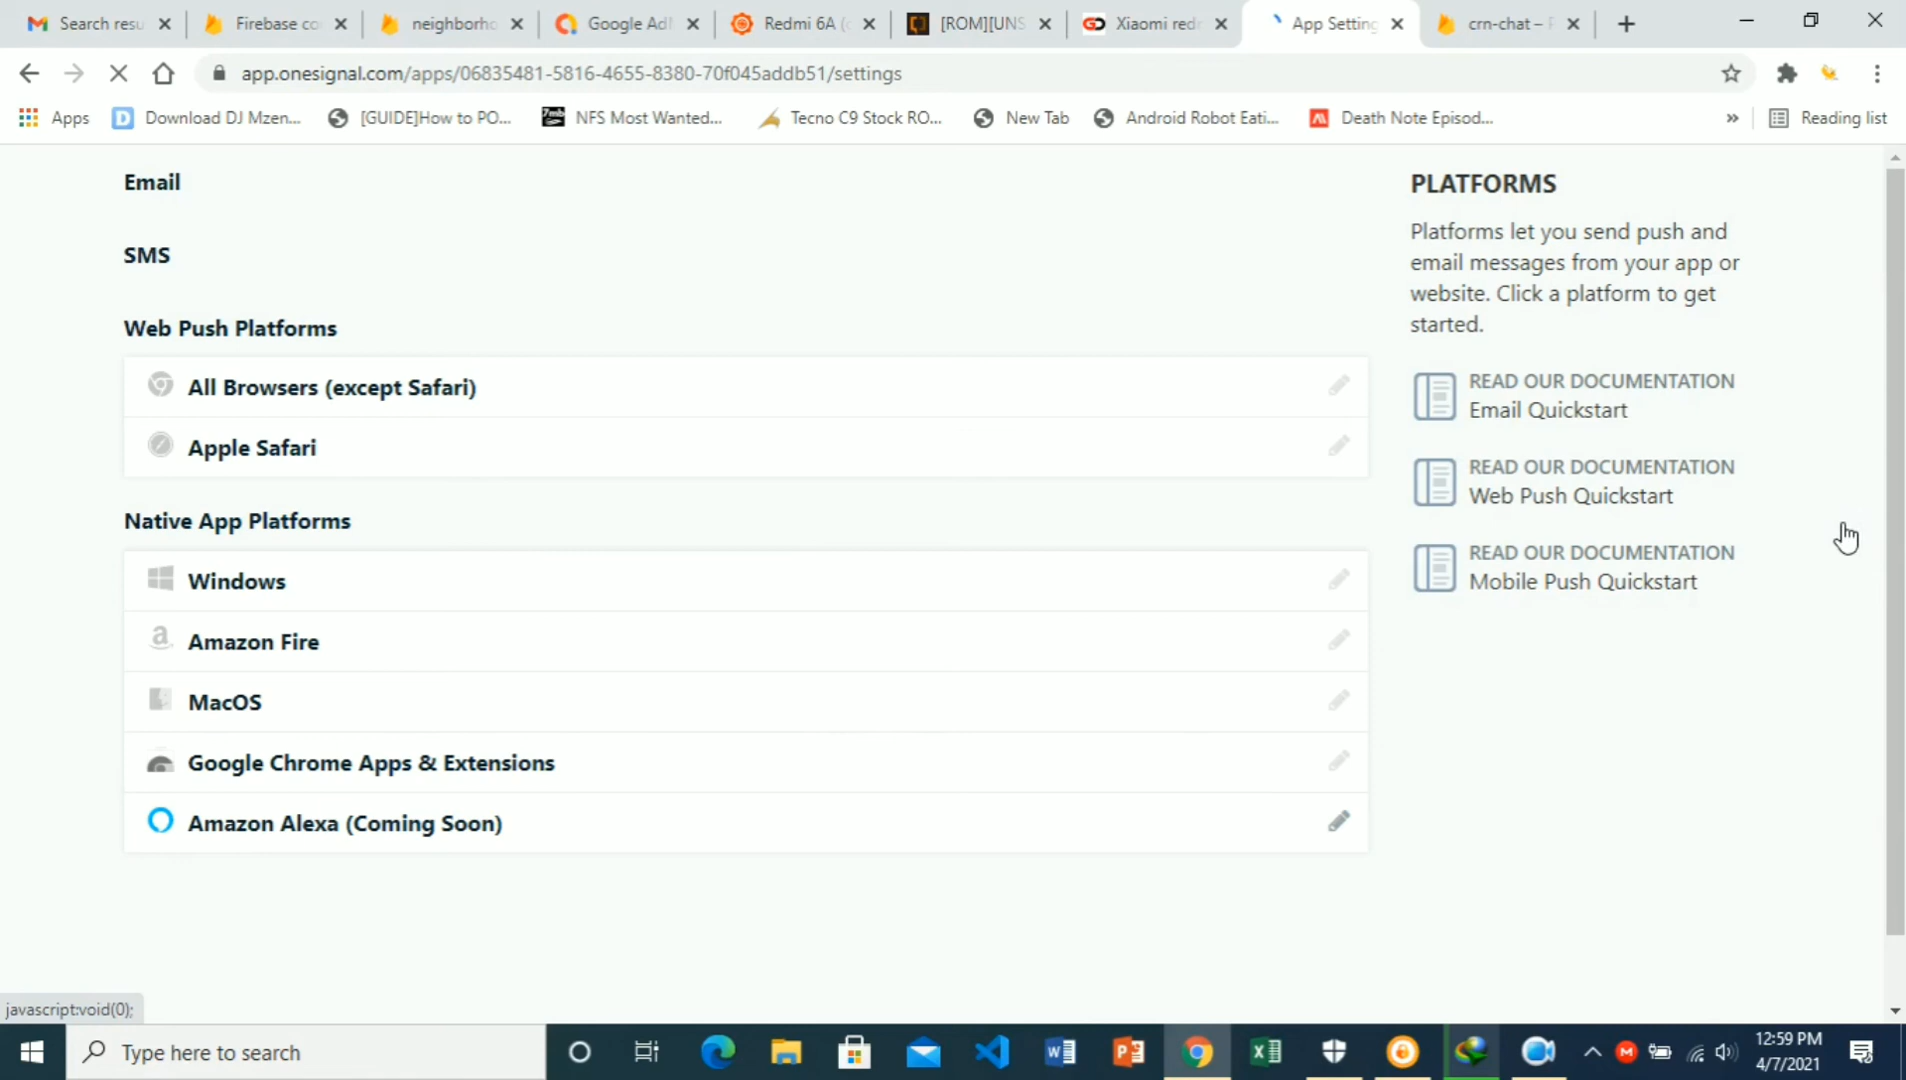 Search resu
Firebase co
neighborho
Google Ad
Redmi 6A (
[ROM][UNS
Xiaomi red
App Setting
crn-chat –
app.onesignal.com/apps/06835481-5816-4655-8380-70f045addb51/settings
Apps
Download DJ Mzen...
[GUIDE]How to PO...
NFS Most Wanted...
Tecno C9 Stock RO...
New Tab
Android Robot Eati...
Death Note Episod...
»
Reading list
Email
SMS
Web Push Platforms
All Browsers (except Safari)
Apple Safari
Native App Platforms
Windows
Amazon Fire
MacOS
Google Chrome Apps & Extensions
Amazon Alexa (Coming Soon)
PLATFORMS
Platforms let you send push and
email messages from your app or
website. Click a platform to get
started.
READ OUR DOCUMENTATION
Email Quickstart
READ OUR DOCUMENTATION
Web Push Quickstart
READ OUR DOCUMENTATION
Mobile Push Quickstart
javascript:void(0);
Type here to search
12:59 PM
4/7/2021